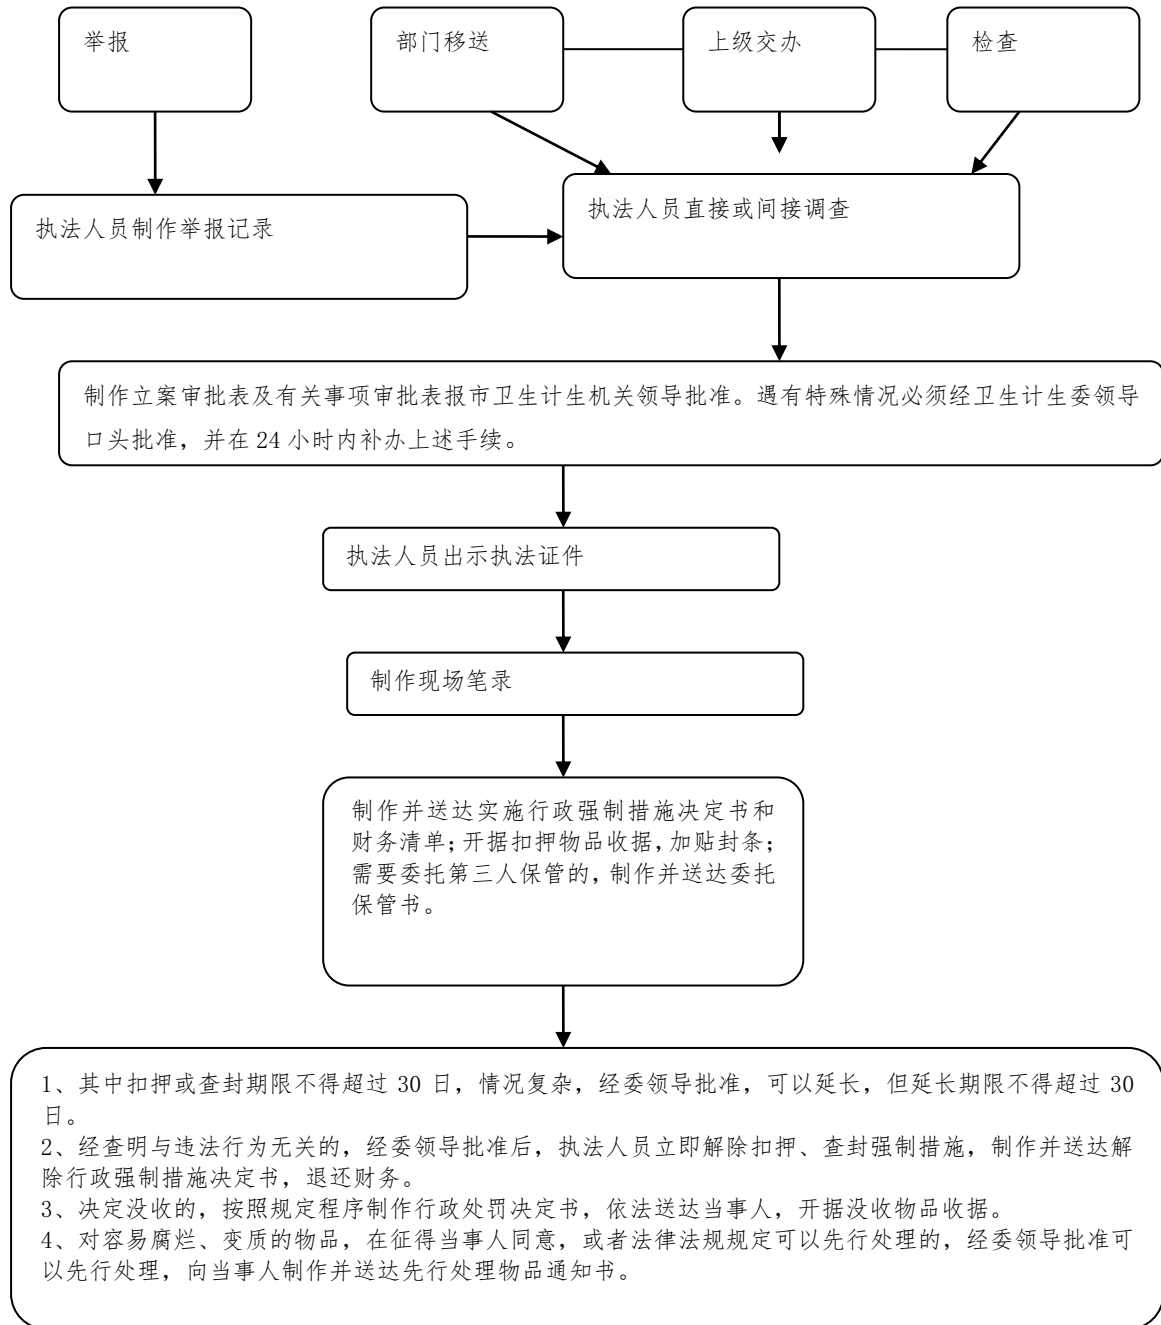 举报
部门移送
上级交办
检查
执法人员直接或间接调查
执法人员制作举报记录
制作立案审批表及有关事项审批表报市卫生计生机关领导批准。遇有特殊情况必须经卫生计生委领导
口头批准，并在 24 小时内补办上述手续。
执法人员出示执法证件
制作现场笔录
制作并送达实施行政强制措施决定书和
财务清单；开据扣押物品收据，加贴封条；
需要委托第三人保管的，制作并送达委托
保管书。
1、其中扣押或查封期限不得超过 30 日，情况复杂，经委领导批准，可以延长，但延长期限不得超过 30
日。
2、经查明与违法行为无关的，经委领导批准后，执法人员立即解除扣押、查封强制措施，制作并送达解
除行政强制措施决定书，退还财务。
3、决定没收的，按照规定程序制作行政处罚决定书，依法送达当事人，开据没收物品收据。
4、对容易腐烂、变质的物品，在征得当事人同意，或者法律法规规定可以先行处理的，经委领导批准可
以先行处理，向当事人制作并送达先行处理物品通知书。